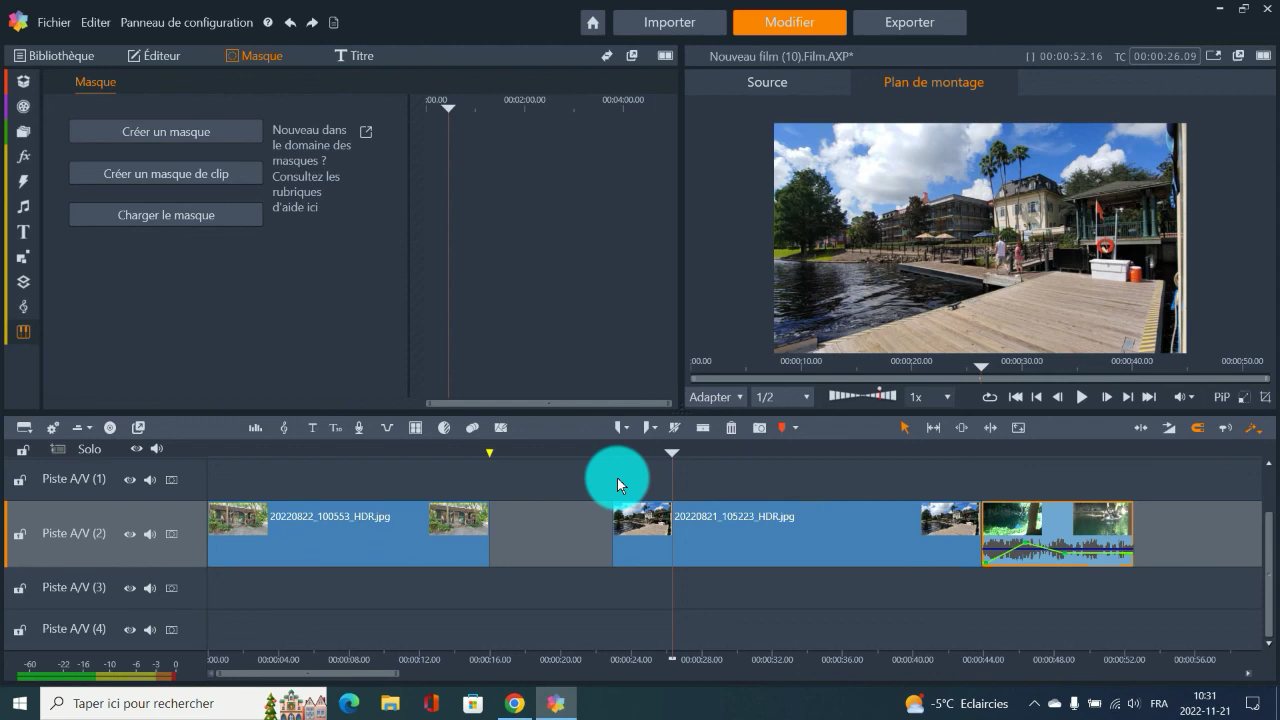 Fichier Editer Panneau de configuration
Importer
Modifier
Exporter
Bibliothèque
Éditeur
Masque
Titre
Nouveau film (10).Film.AXP*
[] 00:00:52.16
TC 00:00:26.09
Masque
Source
Plan de montage
:00.00 00:02:00.00 00:04:00.00
Créer un masque
Créer un masque de clip
Charger le masque
Nouveau dans
le domaine des
masques ?
Consultez les
rubriques
d'aide ici
:00.00 00:00:10.00 00:00:20.00 00:00:30.00 00:00:40.00 00:00:50.00
Adapter
1/2
1x
PiP
Solo
Piste A/V (1)
Piste A/V (2)
20220822_100553_HDR.jpg
20220821_105223_HDR.jpg
Piste A/V (3)
Piste A/V (4)
-60 -22 -16 -10 -6 -3 0
:00.00 00:00:04.00 00:00:08.00 00:00:12.00 00:00:16.00 00:00:20.00 00:00:24.00 00:00:28.00 00:00:32.00 00:00:36.00 00:00:40.00 00:00:44.00 00:00:48.00 00:00:52.00 00:00:56.00
Taper ici pour rechercher
-5°C Eclaircies
FRA
10:31
2022-11-21